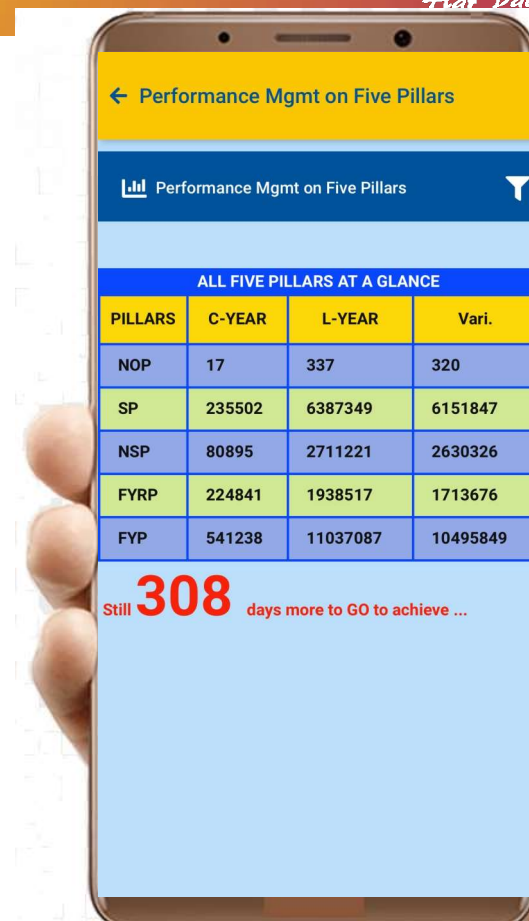 ← Performance Mgmt on Five Pillars
Performance Mgmt on Five Pillars
ALL FIVE PILLARS AT A GLANCE
PILLARS C-YEAR L-YEAR Vari.
NOP 17 337 320
SP 235502 6387349 6151847
NSP 80895 2711221 2630326
FYRP 224841 1938517 1713676
FYP 541238 11037087 10495849
Still 308 days more to GO to achieve ...